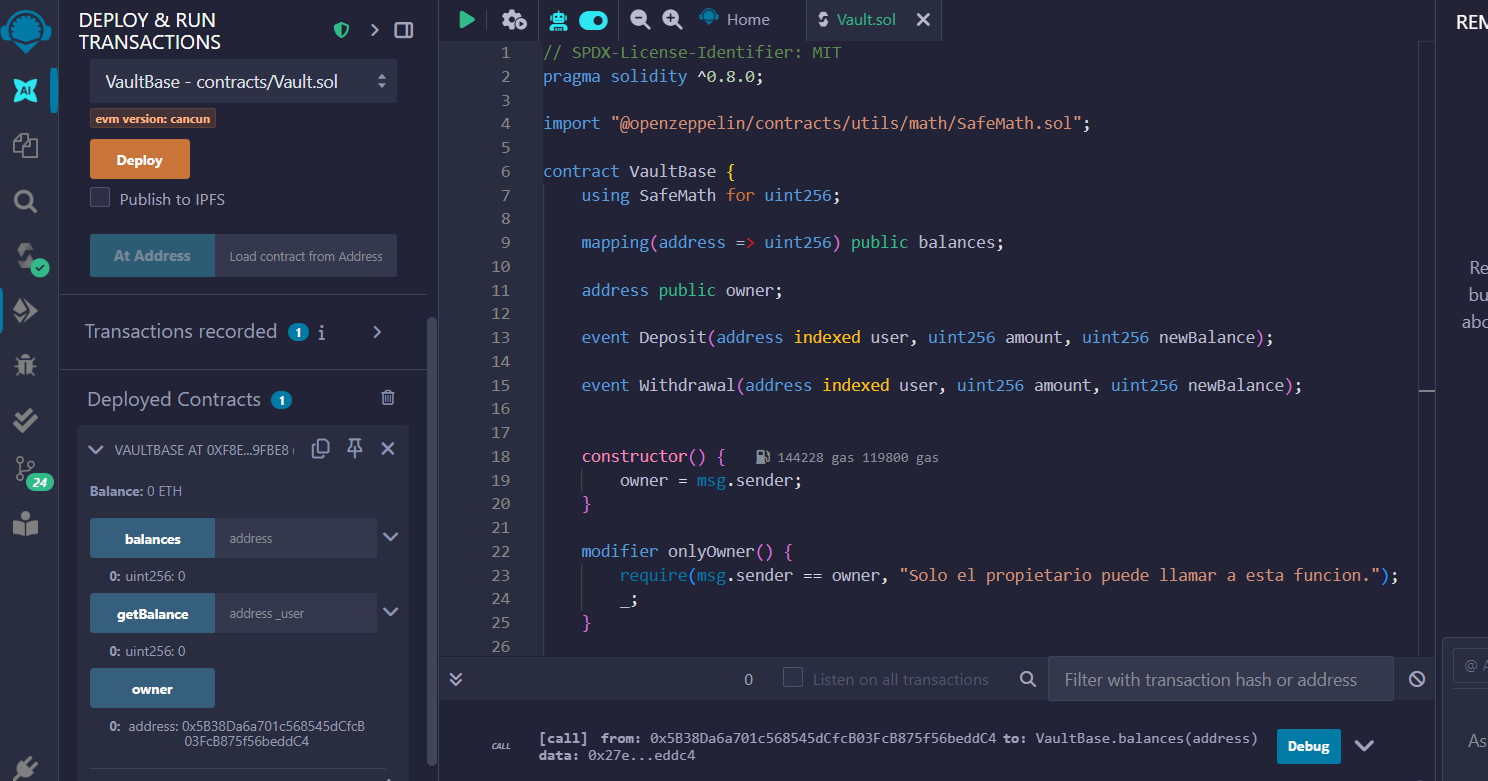 DEPLOY & RUN
TRANSACTIONS
VaultBase - contracts/Vault.sol
evm version: cancun
Deploy
Publish to IPFS
At Address
Load contract from Address
Transactions recorded 1 i
Deployed Contracts 1
VAULTBASE AT 0XF8E...9FBE8
Balance: 0 ETH
balances
address
0: uint256: 0
getBalance
address _user
0: uint256: 0
owner
0: address: 0x5B38Da6a701c568545dCfcB
03FcB875f56beddC4
AI
24
Home
Vault.sol
1 // SPDX-License-Identifier: MIT
2 pragma solidity ^0.8.0;
3
4 import "@openzeppelin/contracts/utils/math/SafeMath.sol";
5
6 contract VaultBase {
7 using SafeMath for uint256;
8
9 mapping(address => uint256) public balances;
10
11 address public owner;
12
13 event Deposit(address indexed user, uint256 amount, uint256 newBalance);
14
15 event Withdrawal(address indexed user, uint256 amount, uint256 newBalance);
16
17
18 constructor() { 144228 gas 119800 gas
19 owner = msg.sender;
20 }
21
22 modifier onlyOwner() {
23 require(msg.sender == owner, "Solo el propietario puede llamar a esta funcion.");
24 _;
25 }
26
0
Listen on all transactions
Filter with transaction hash or address
CALL
[call] from: 0x5B38Da6a701c568545dCfcB03FcB875f56beddC4 to: VaultBase.balances(address)
data: 0x27e...eddc4
Debug